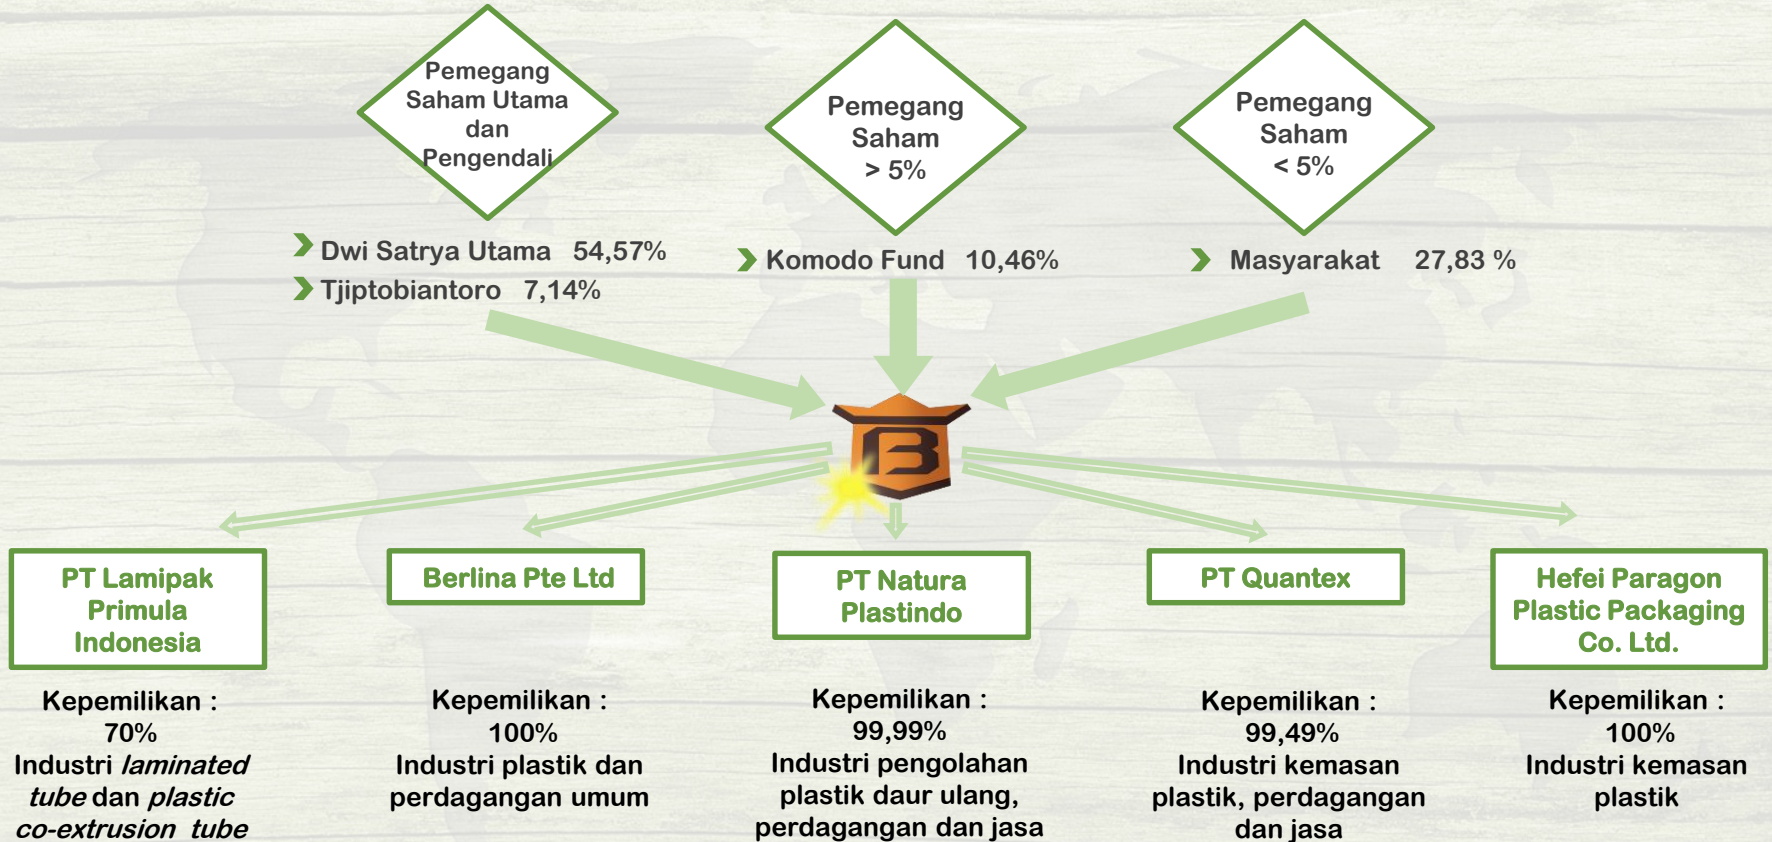 Pemegang
Saham Utama
dan
Pengendali
Pemegang
Saham
> 5%
Pemegang
Saham
< 5%
Dwi Satrya Utama 54,57%
Tjiptobiantoro 7,14%
Komodo Fund 10,46%
Masyarakat 27,83 %
B
PT Lamipak
Primula
Indonesia
Kepemilikan :
70%
Industri laminated
tube dan plastic
co-extrusion tube
Berlina Pte Ltd
Kepemilikan :
100%
Industri plastik dan
perdagangan umum
PT Natura
Plastindo
Kepemilikan :
99,99%
Industri pengolahan
plastik daur ulang,
perdagangan dan jasa
PT Quantex
Kepemilikan :
99,49%
Industri kemasan
plastik, perdagangan
dan jasa
Hefei Paragon
Plastic Packaging
Co. Ltd.
Kepemilikan :
100%
Industri kemasan
plastik